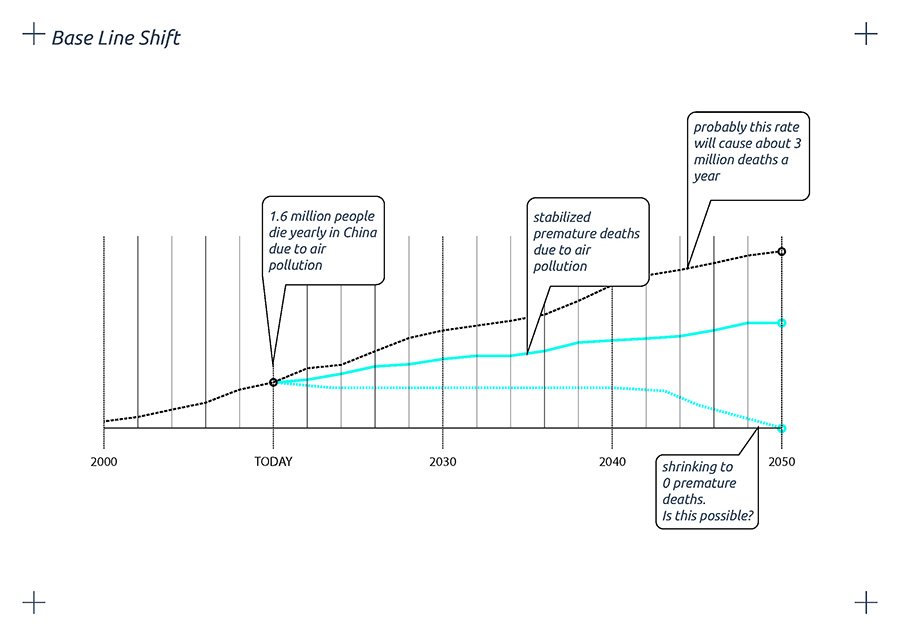 Base Line Shift
probably this rate
will cause about 3
million deaths a
year
1.6 million people
die yearly in China
due to air
pollution
stabilized
premature deaths
due to air
pollution
2000
TODAY
2030
2040
2050
shrinking to
0 premature
deaths.
Is this possible?